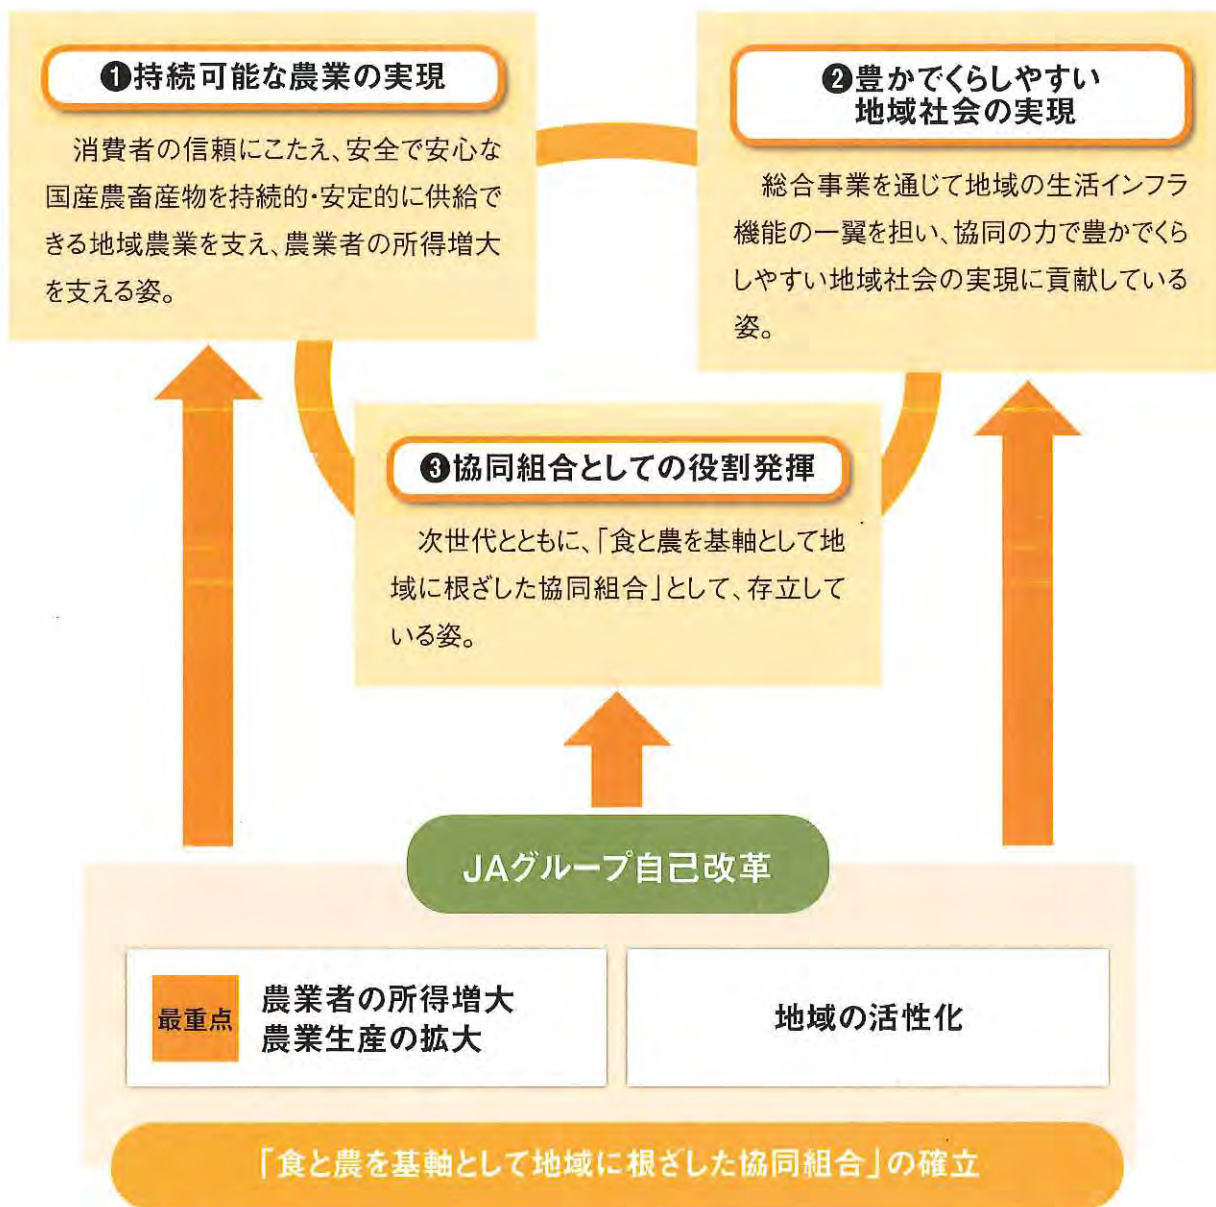 ❶持続可能な農業の実現
消費者の信頼にこたえ、安全で安心な
国産農畜産物を持続的・安定的に供給で
きる地域農業を支え、農業者の所得増大
を支える姿。
❷豊かでくらしやすい
地域社会の実現
総合事業を通じて地域の生活インフラ
機能の一翼を担い、協同の力で豊かでくら
しやすい地域社会の実現に貢献している
姿。
❸協同組合としての役割発揮
次世代とともに、「食と農を基軸として地
域に根ざした協同組合」として、存立して
いる姿。
JAグループ自己改革
最重点
農業者の所得増大
農業生産の拡大
地域の活性化
「食と農を基軸として地域に根ざした協同組合」の確立